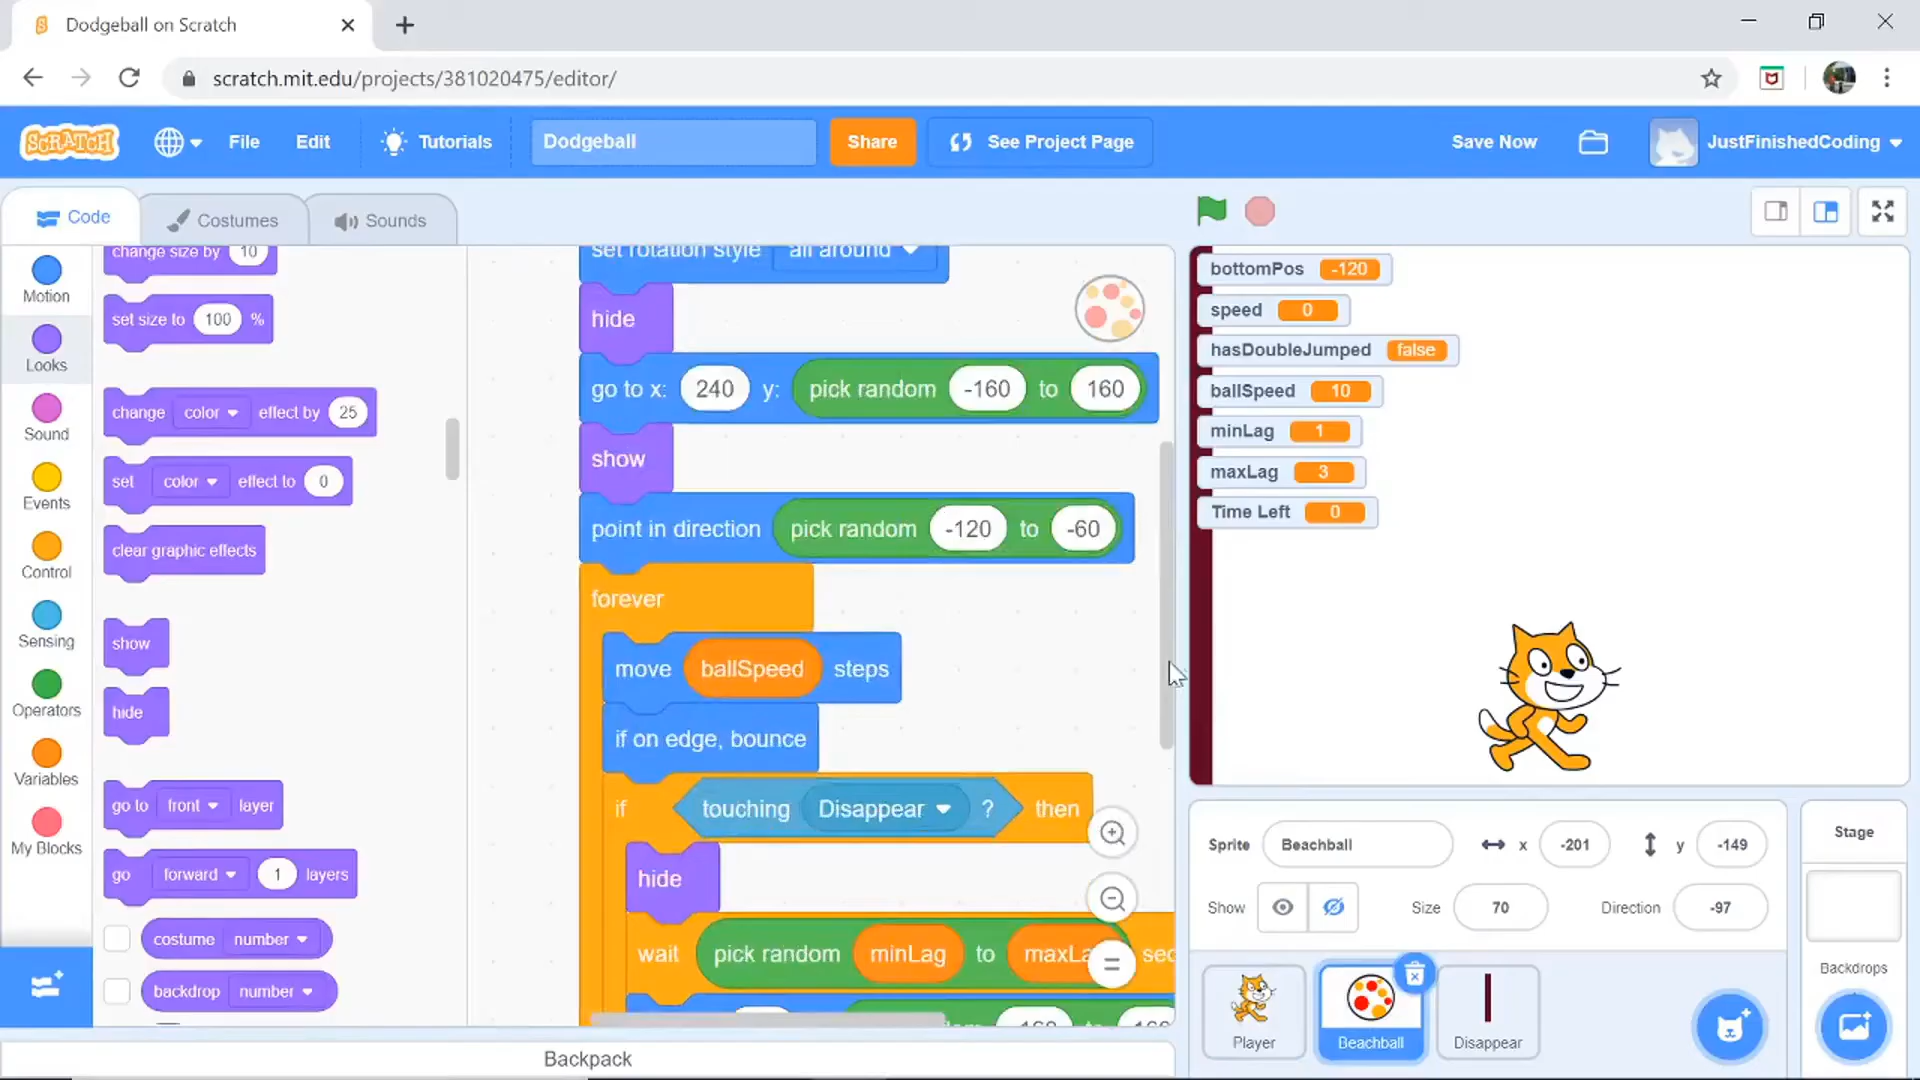 Dodgeball on Scratch
scratch.mit.edu/projects/381020475/editor/
SCRATCH
File
Edit
Tutorials
Dodgeball
Share
See Project Page
Save Now
JustFinishedCoding
Code
Costumes
Sounds
Motion
Looks
Sound
Events
Control
Sensing
Operators
Variables
My Blocks
change size by 10
set size to 100 %
change color effect by 25
set color effect to 0
clear graphic effects
show
hide
go to front layer
go forward 1 layers
costume number
backdrop number
set rotation style all around
hide
go to x: 240 y: pick random -160 to 160
show
point in direction pick random -120 to -60
forever
move ballSpeed steps
if on edge, bounce
if touching Disappear ? then
hide
wait pick random minLag to
Backpack
bottomPos -120
speed 0
hasDoubleJumped false
ballSpeed 10
minLag 1
maxLag 3
Time Left 0
Sprite Beachball x -201 y -149
Show Size 70 Direction -97
Player
Beachball
Disappear
Stage
Backdrops